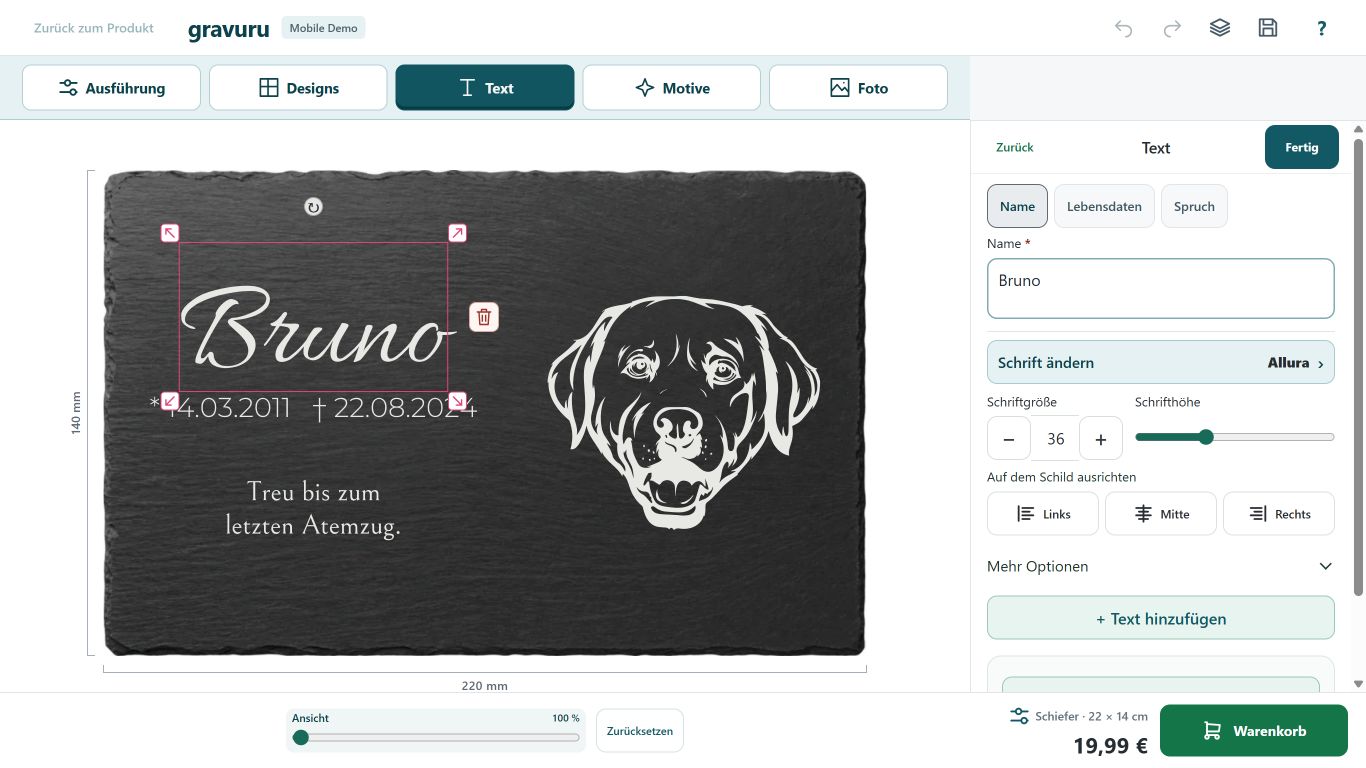 Zurück zum Produkt
gravuru
Mobile Demo
?
Ausführung
Designs
Text
Motive
Foto
Zurück
Text
Fertig
Name
Lebensdaten
Spruch
Name *
Bruno
Schrift ändern
Allura ›
Schriftgröße
Schrifthöhe
− 36 +
Auf dem Schild ausrichten
Links
Mitte
Rechts
Mehr Optionen
+ Text hinzufügen
Bruno
* 14.03.2011 † 22.08.2024
Treu bis zum
letzten Atemzug.
140 mm
220 mm
Ansicht
100 %
Zurücksetzen
Schiefer · 22 × 14 cm
19,99 €
Warenkorb